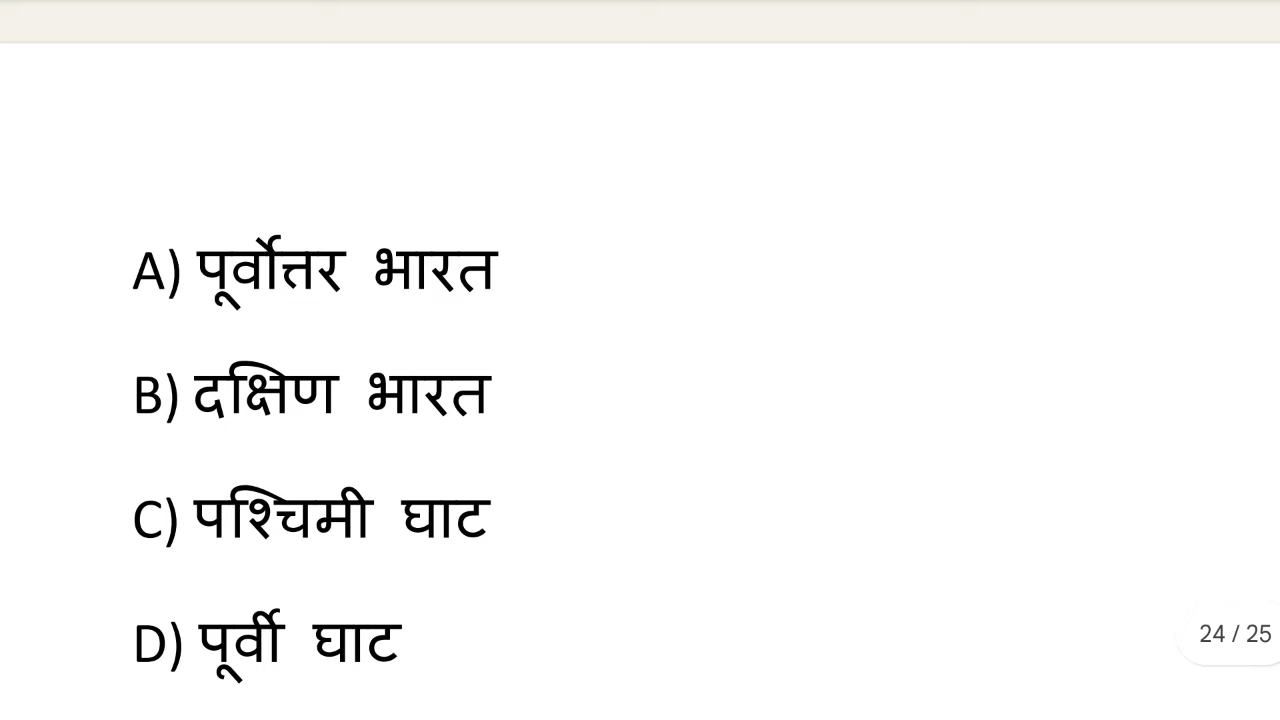 A) पूर्वोत्तर भारत
B) दक्षिण भारत
C) पश्चिमी घाट
D) पूर्वी घाट
24 / 25